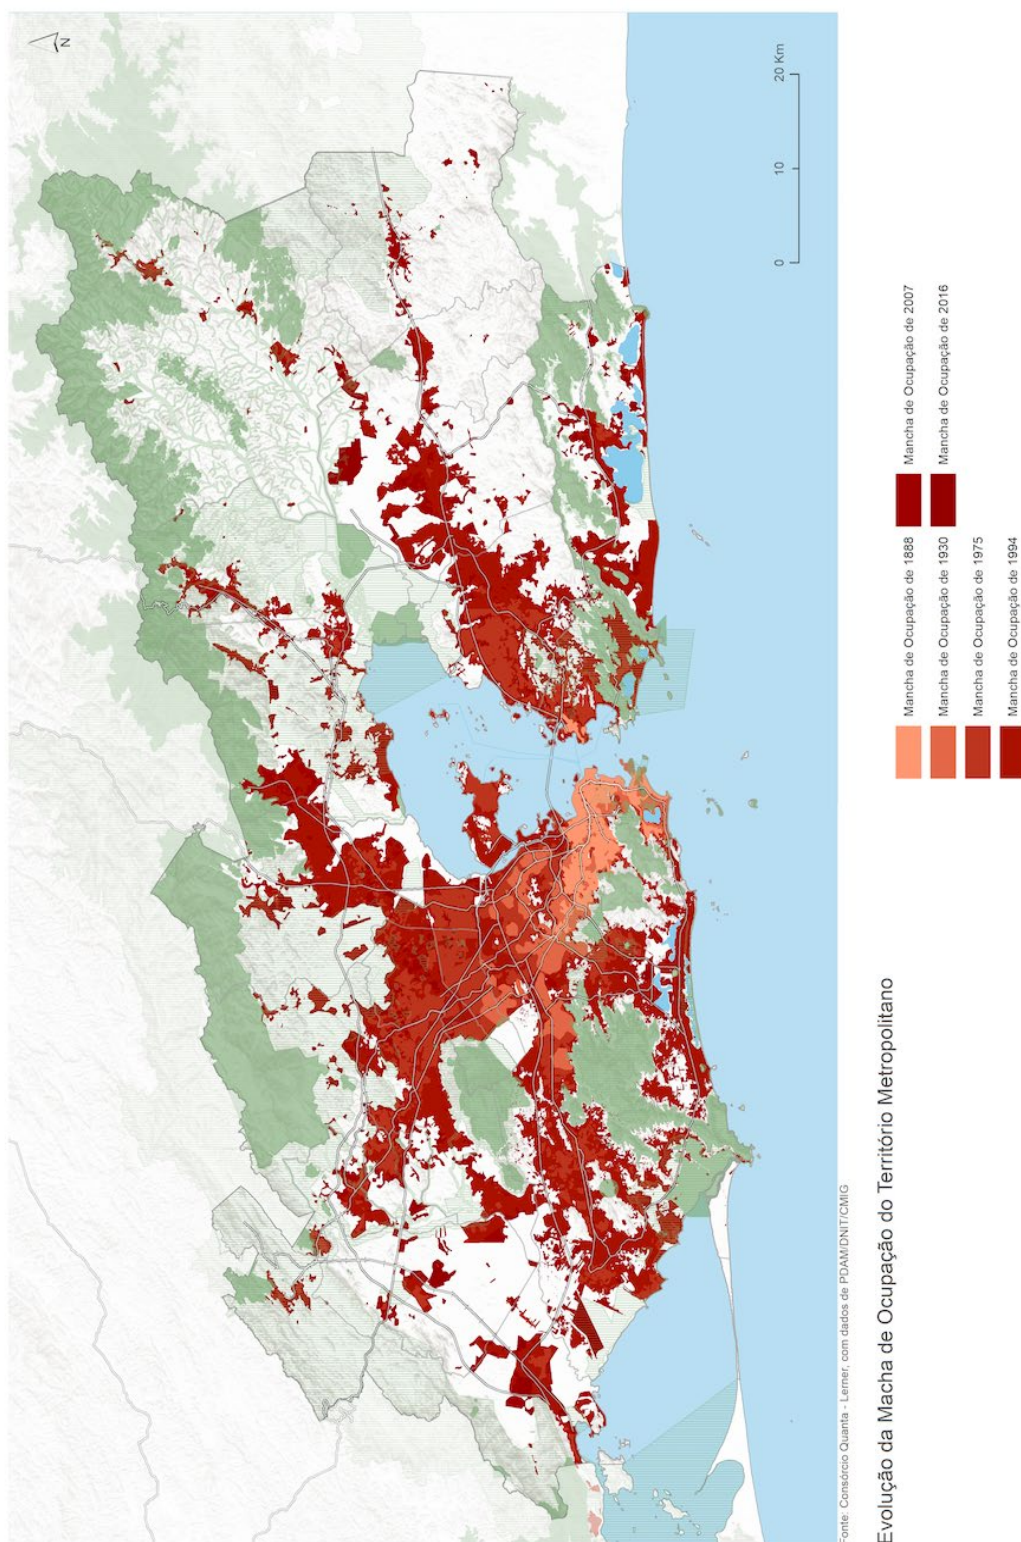 N
0 10 20 Km
Fonte: Consórcio Quanta - Lerner, com dados de PDAM/DNIT/CMIG
Evolução da Macha de Ocupação do Território Metropolitano
Mancha de Ocupação de 1888
Mancha de Ocupação de 1930
Mancha de Ocupação de 1975
Mancha de Ocupação de 1994
Mancha de Ocupação de 2007
Mancha de Ocupação de 2016